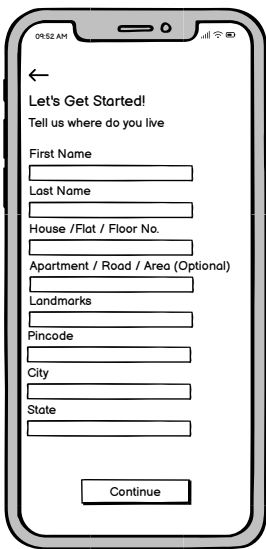 09:52 AM
Let's Get Started!
Tell us where do you live
First Name
Last Name
House /Flat / Floor No.
Apartment / Road / Area (Optional)
Landmarks
Pincode
City
State
Continue